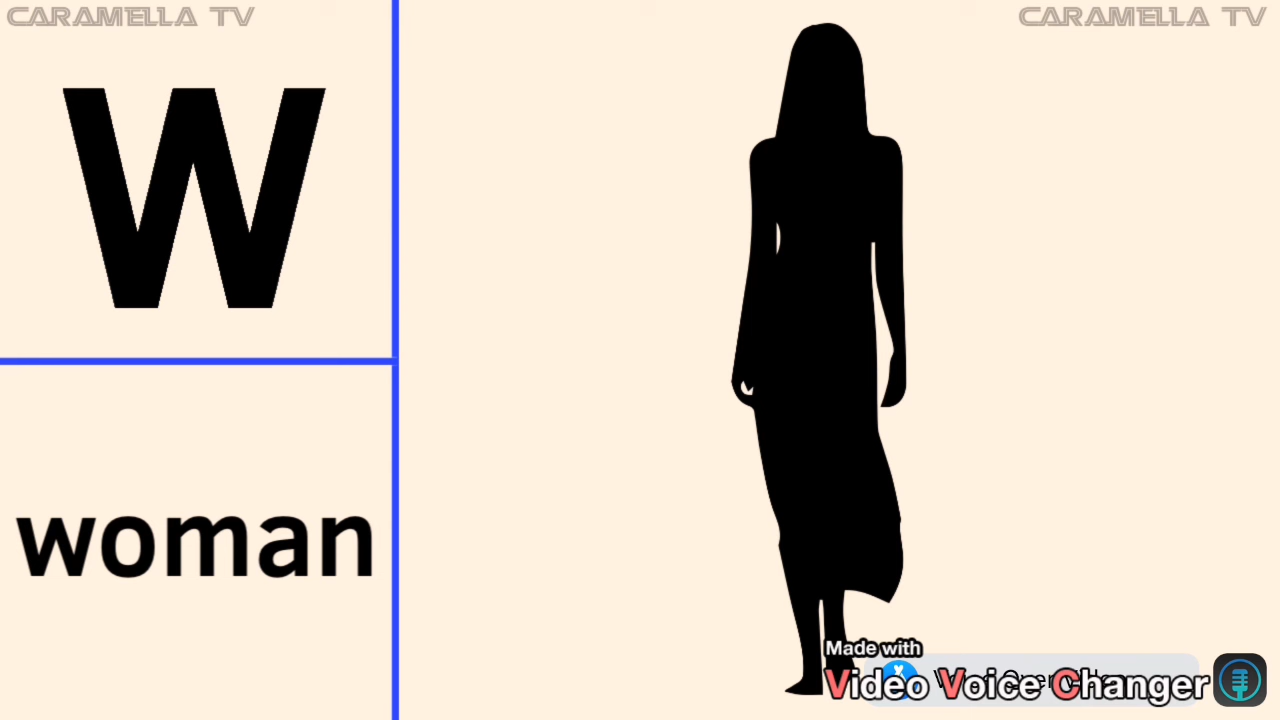 CARAMELLA TV
CARAMELLA TV
W
woman
Made with
Video Voice Changer